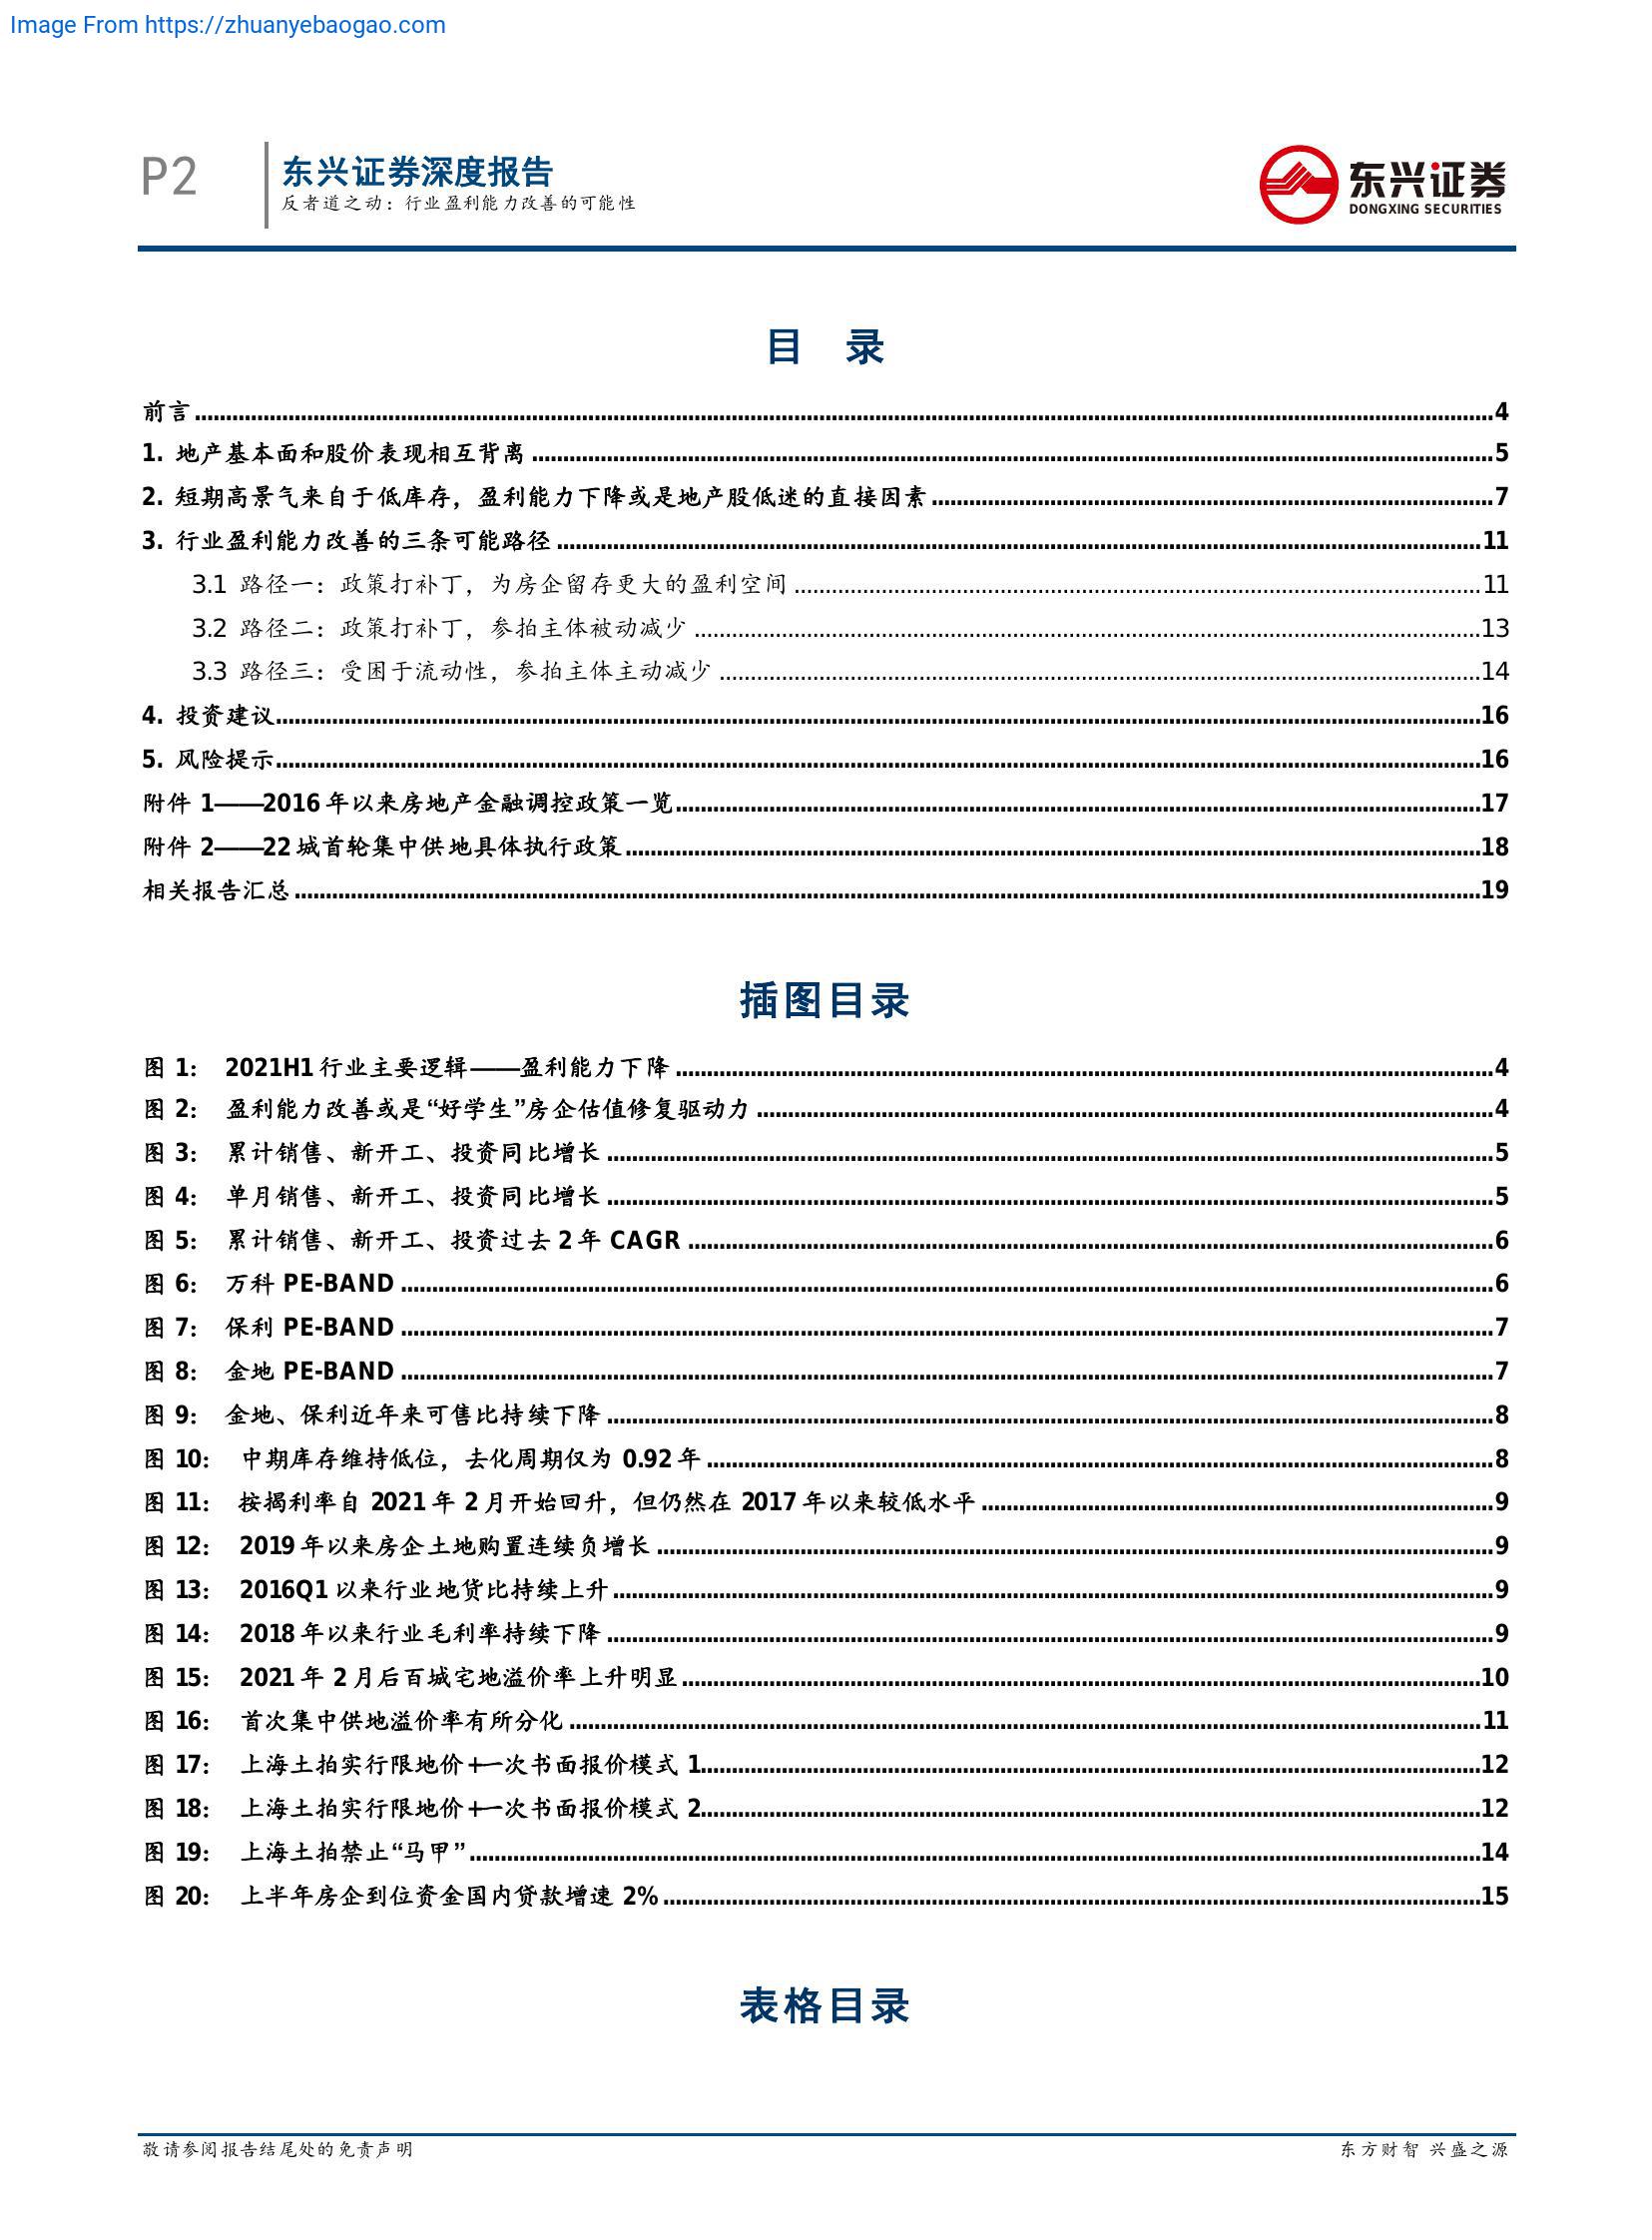 Image From https://zhuanyebaogao.com
P2
东兴证券深度报告
反者道之动：行业盈利能力改善的可能性
东兴证券
DONGXING SECURITIES
目 录
前言 4
1. 地产基本面和股价表现相互背离 5
2. 短期高景气来自于低库存，盈利能力下降或是地产股低迷的直接因素 7
3. 行业盈利能力改善的三条可能路径 11
3.1 路径一：政策打补丁，为房企留存更大的盈利空间 11
3.2 路径二：政策打补丁，参拍主体被动减少 13
3.3 路径三：受困于流动性，参拍主体主动减少 14
4. 投资建议 16
5. 风险提示 16
附件 1——2016 年以来房地产金融调控政策一览 17
附件 2——22 城首轮集中供地具体执行政策 18
相关报告汇总 19
插图目录
图 1： 2021H1 行业主要逻辑——盈利能力下降 4
图 2： 盈利能力改善或是“好学生”房企估值修复驱动力 4
图 3： 累计销售、新开工、投资同比增长 5
图 4： 单月销售、新开工、投资同比增长 5
图 5： 累计销售、新开工、投资过去 2 年 CAGR 6
图 6： 万科 PE-BAND 6
图 7： 保利 PE-BAND 7
图 8： 金地 PE-BAND 7
图 9： 金地、保利近年来可售比持续下降 8
图 10： 中期库存维持低位，去化周期仅为 0.92 年 8
图 11： 按揭利率自 2021 年 2 月开始回升，但仍然在 2017 年以来较低水平 9
图 12： 2019 年以来房企土地购置连续负增长 9
图 13： 2016Q1 以来行业地货比持续上升 9
图 14： 2018 年以来行业毛利率持续下降 9
图 15： 2021 年 2 月后百城宅地溢价率上升明显 10
图 16： 首次集中供地溢价率有所分化 11
图 17： 上海土拍实行限地价+一次书面报价模式 1 12
图 18： 上海土拍实行限地价+一次书面报价模式 2 12
图 19： 上海土拍禁止“马甲” 14
图 20： 上半年房企到位资金国内贷款增速 2% 15
表格目录
敬请参阅报告结尾处的免责声明
东方财智 兴盛之源